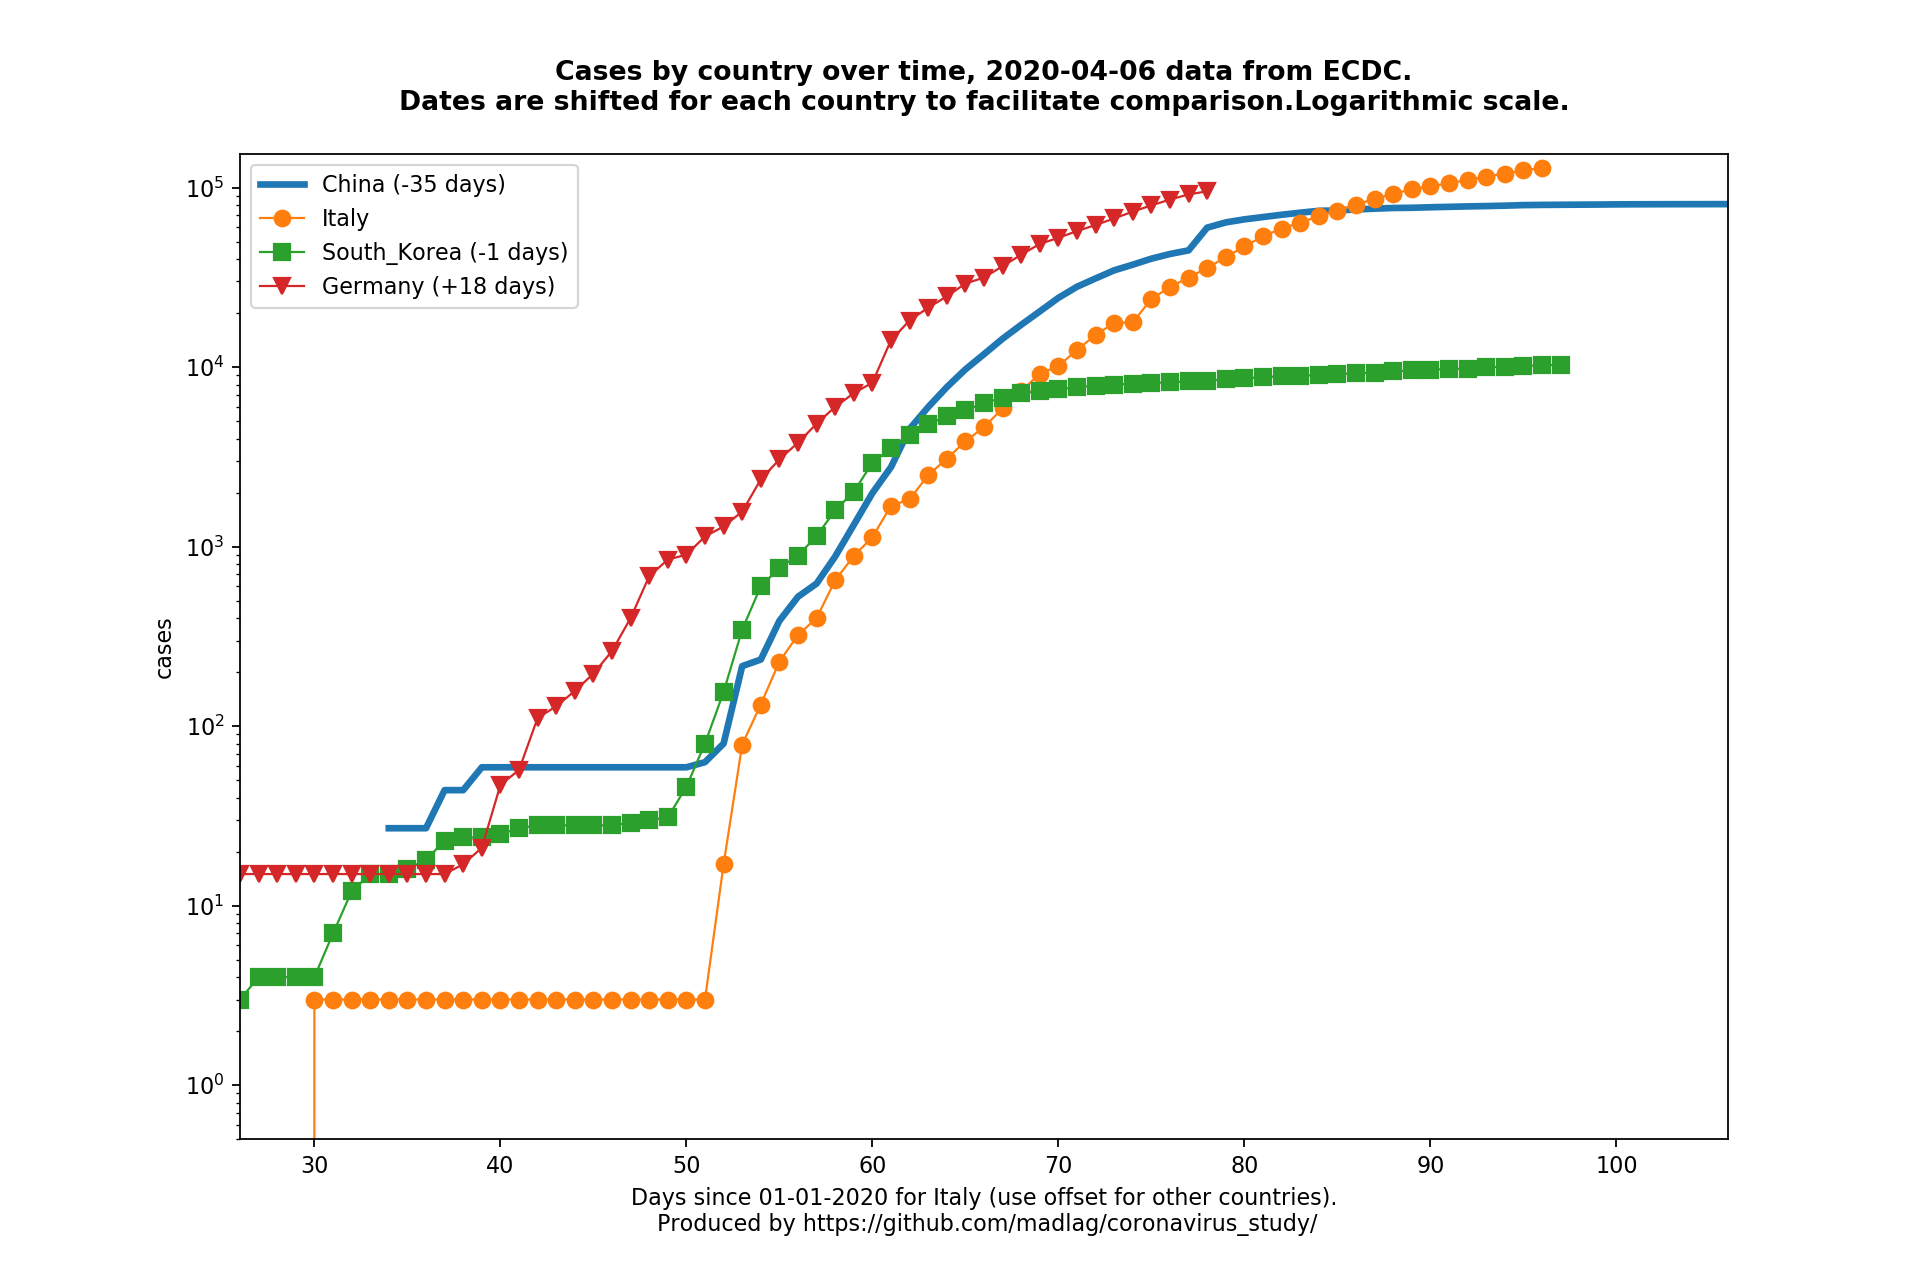 Cases by country over time, 2020-04-06 data from ECDC.
Dates are shifted for each country to facilitate comparison.Logarithmic scale.
China (-35 days)
Italy
South_Korea (-1 days)
Germany (+18 days)
10^5
10^4
10^3
10^2
10^1
10^0
cases
30 40 50 60 70 80 90 100
Days since 01-01-2020 for Italy (use offset for other countries).
Produced by https://github.com/madlag/coronavirus_study/